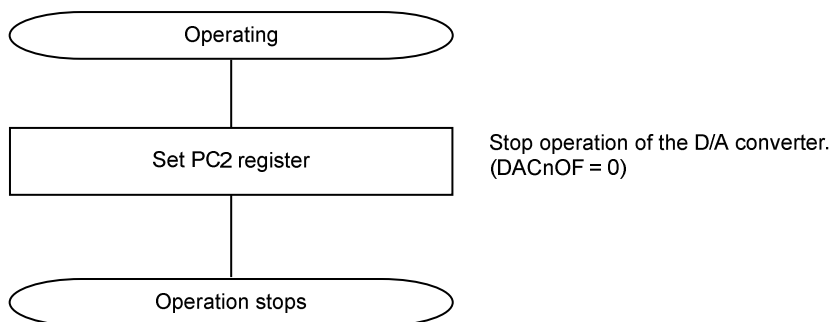 Operating
Set PC2 register
Stop operation of the D/A converter.
(DACnOF = 0)
Operation stops